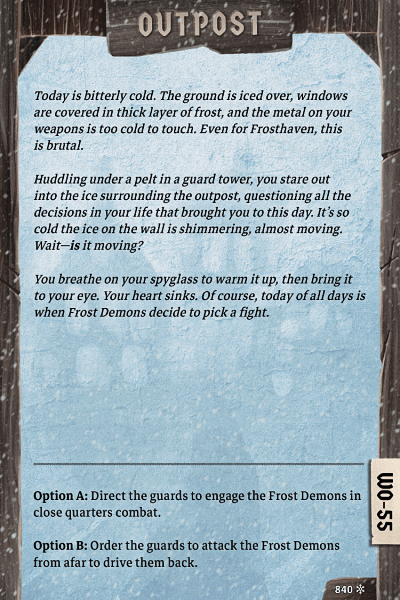 OUTPOST
Today is bitterly cold. The ground is iced over, windows
are covered in thick layer of frost, and the metal on your
weapons is too cold to touch. Even for Frosthaven, this
is brutal.
Huddling under a pelt in a guard tower, you stare out
into the ice surrounding the outpost, questioning all the
decisions in your life that brought you to this day. It's so
cold the ice on the wall is shimmering, almost moving.
Wait—is it moving?
You breathe on your spyglass to warm it up, then bring it
to your eye. Your heart sinks. Of course, today of all days is
when Frost Demons decide to pick a fight.
Option A: Direct the guards to engage the Frost Demons in
close quarters combat.
Option B: Order the guards to attack the Frost Demons
from afar to drive them back.
WO-55
840